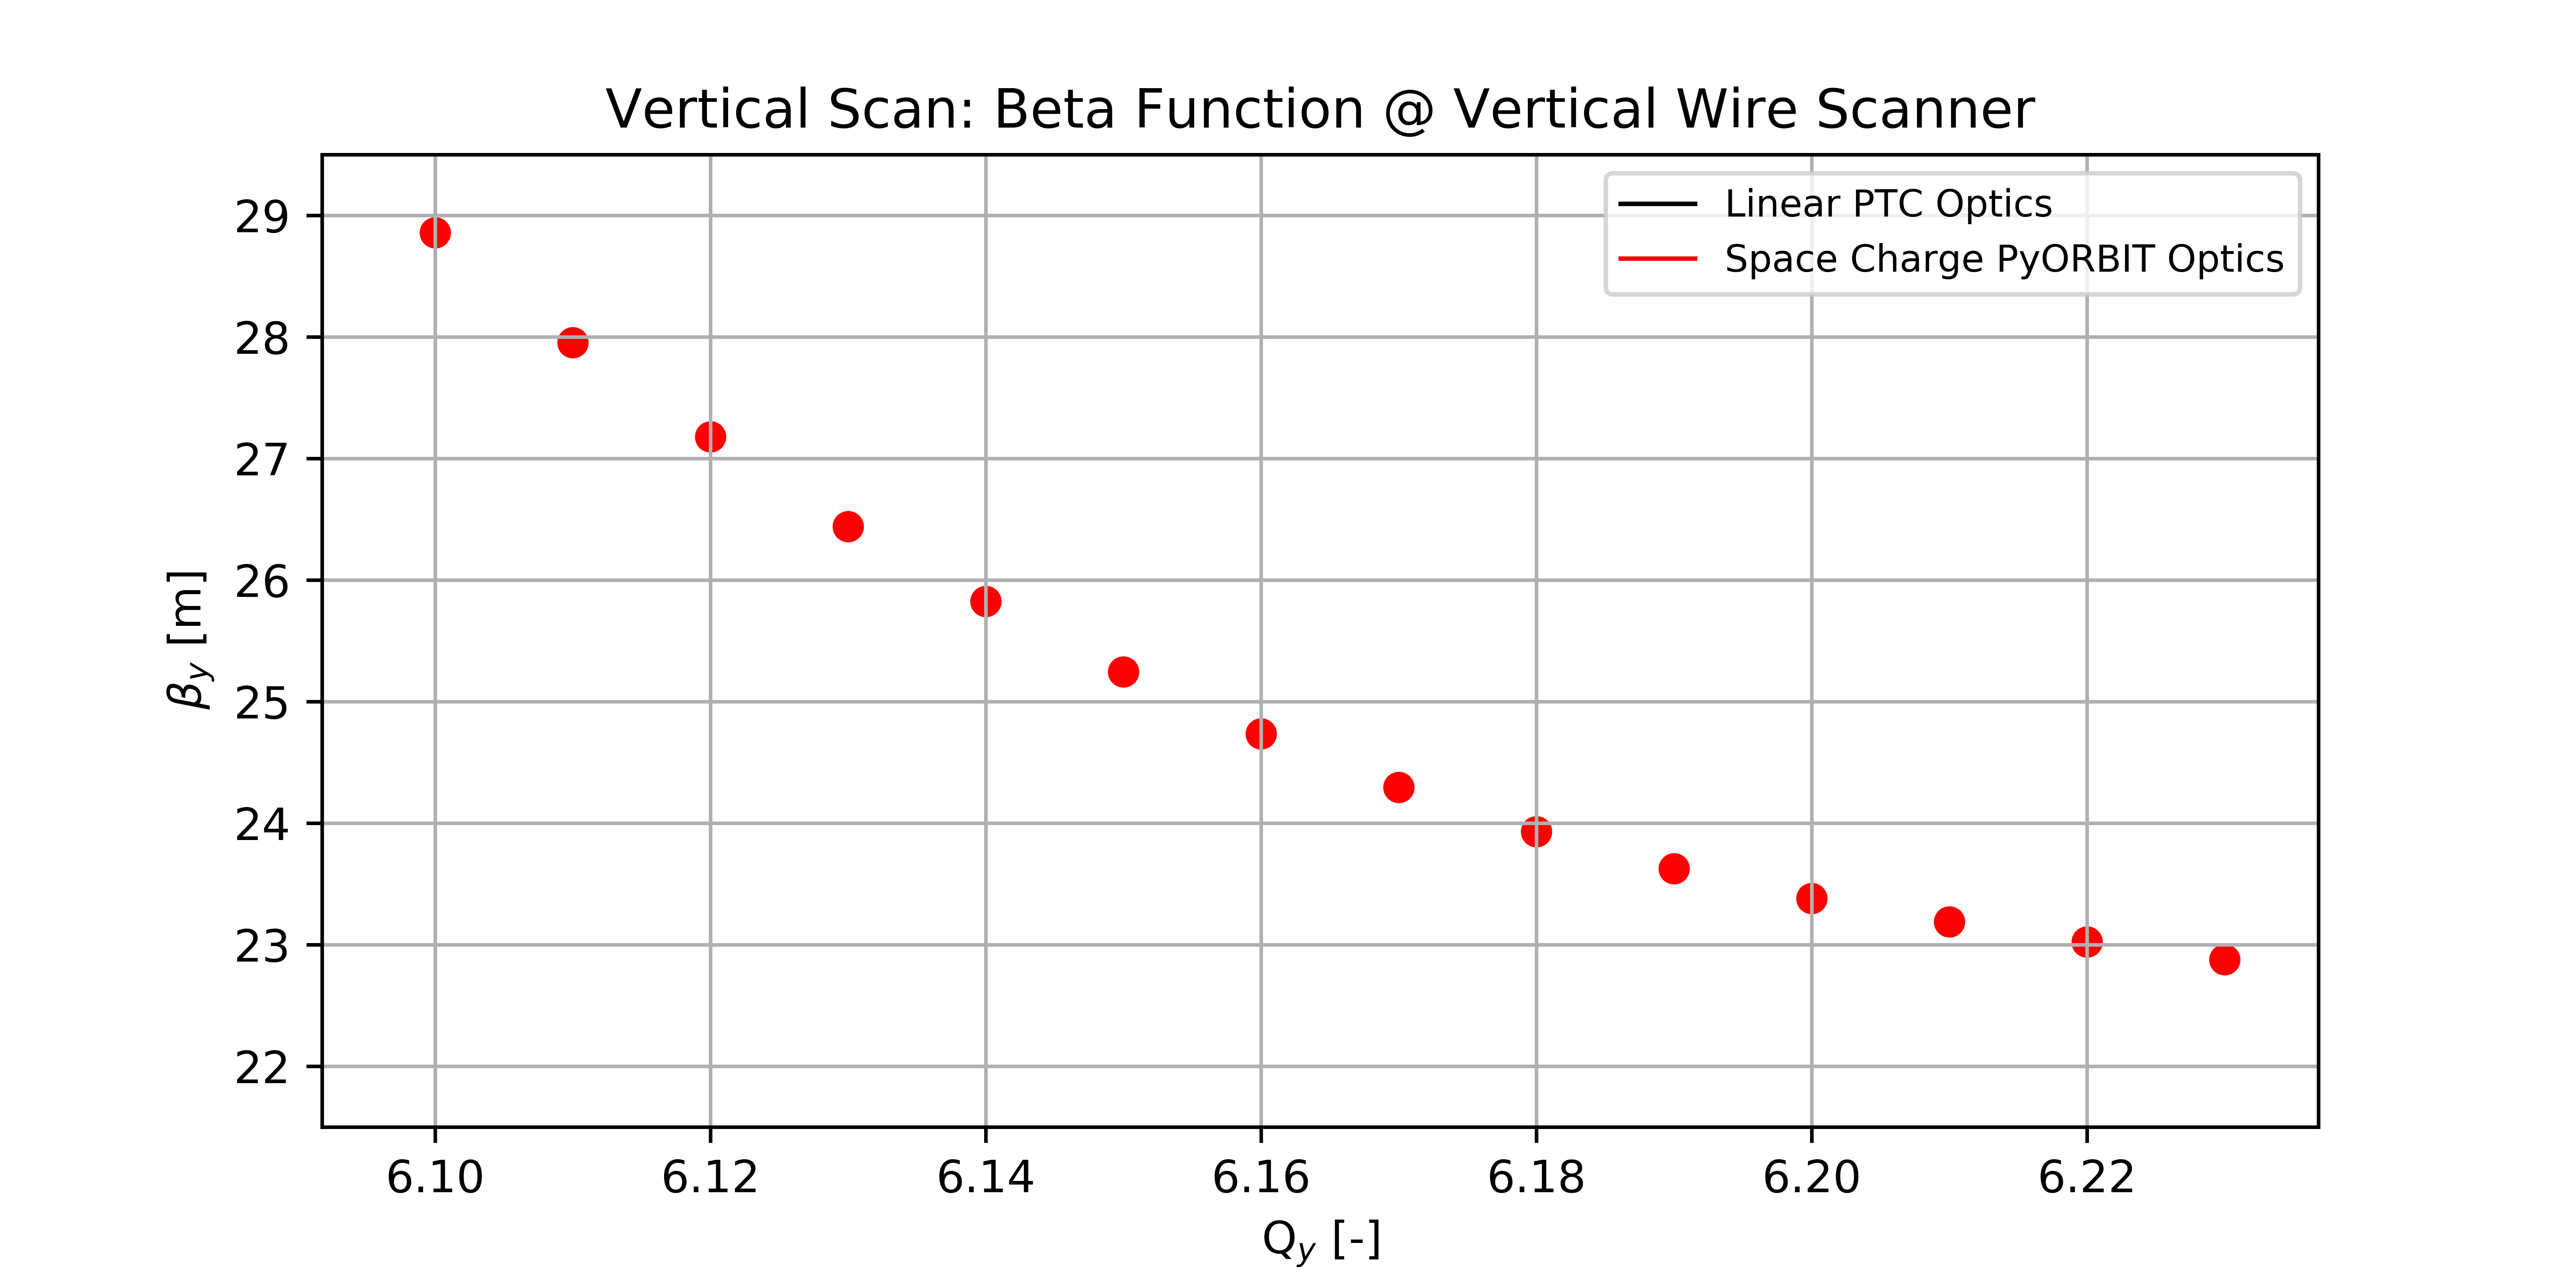 Vertical Scan: Beta Function @ Vertical Wire Scanner
Linear PTC Optics
Space Charge PyORBIT Optics
29
28
27
26
25
24
23
22
βy [m]
6.10 6.12 6.14 6.16 6.18 6.20 6.22
Qy [-]